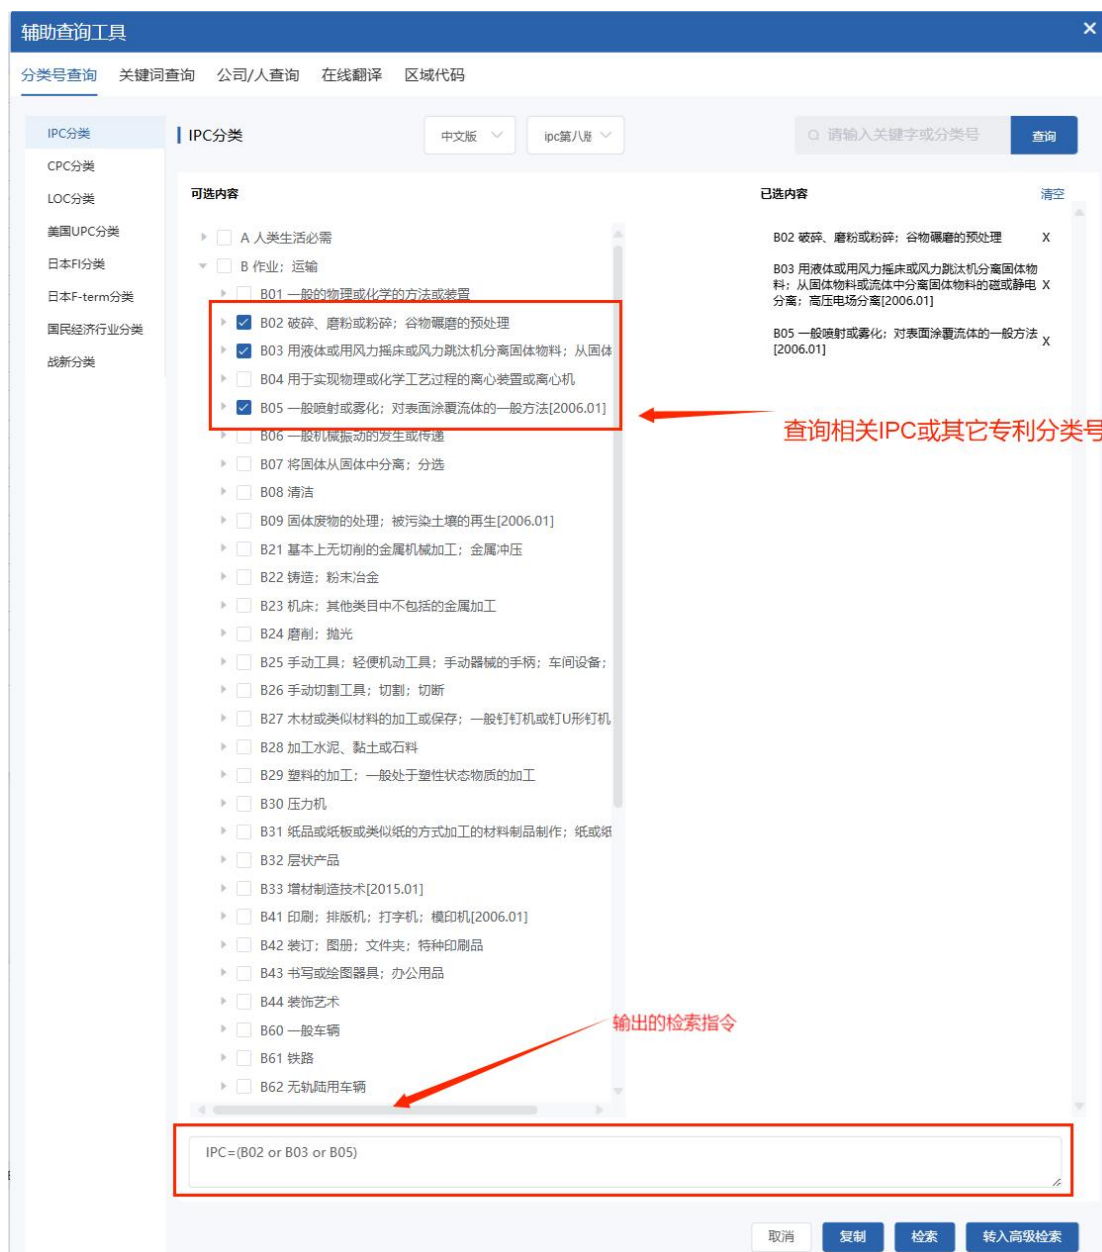 辅助查询工具
分类号查询 关键词查询 公司/人查询 在线翻译 区域代码
IPC分类
CPC分类
LOC分类
美国UPC分类
日本FI分类
日本F-term分类
国民经济行业分类
战新分类
IPC分类 中文版 ipc第八版 请输入关键字或分类号 查询
可选内容
A 人类生活必需
B 作业；运输
B01 一般的物理或化学的方法或装置
B02 破碎、磨粉或粉碎；谷物碾磨的预处理
B03 用液体或用风力摇床或风力跳汰机分离固体物料；从固体
B04 用于实现物理或化学工艺过程的离心装置或离心机
B05 一般喷射或雾化；对表面涂覆流体的一般方法[2006.01]
B06 一般机械振动的发生或传递
B07 将固体从固体中分离；分选
B08 清洁
B09 固体废物的处理；被污染土壤的再生[2006.01]
B21 基本上无切削的金属机械加工；金属冲压
B22 铸造；粉末冶金
B23 机床；其他类目中不包括的金属加工
B24 磨削；抛光
B25 手动工具；轻便机动工具；手动器械的手柄；车间设备；
B26 手动切割工具；切割；切断
B27 木材或类似材料的加工或保存；一般钉钉机或钉U形钉机
B28 加工水泥、黏土或石料
B29 塑料的加工；一般处于塑性状态物质的加工
B30 压力机
B31 纸品或纸板或类似纸的方式加工的材料制品制作；纸或纸
B32 层状产品
B33 增材制造技术[2015.01]
B41 印刷；排版机；打字机；模印机[2006.01]
B42 装订；图册；文件夹；特种印刷品
B43 书写或绘图器具；办公用品
B44 装饰艺术
B60 一般车辆
B61 铁路
B62 无轨陆用车辆
已选内容 清空
B02 破碎、磨粉或粉碎；谷物碾磨的预处理 X
B03 用液体或用风力摇床或风力跳汰机分离固体物
料；从固体物料或流体中分离固体物料的磁或静电 X
分离；高压电场分离[2006.01]
B05 一般喷射或雾化；对表面涂覆流体的一般方法 X
[2006.01]
查询相关IPC或其它专利分类号
输出的检索指令
IPC=(B02 or B03 or B05)
取消 复制 检索 转入高级检索